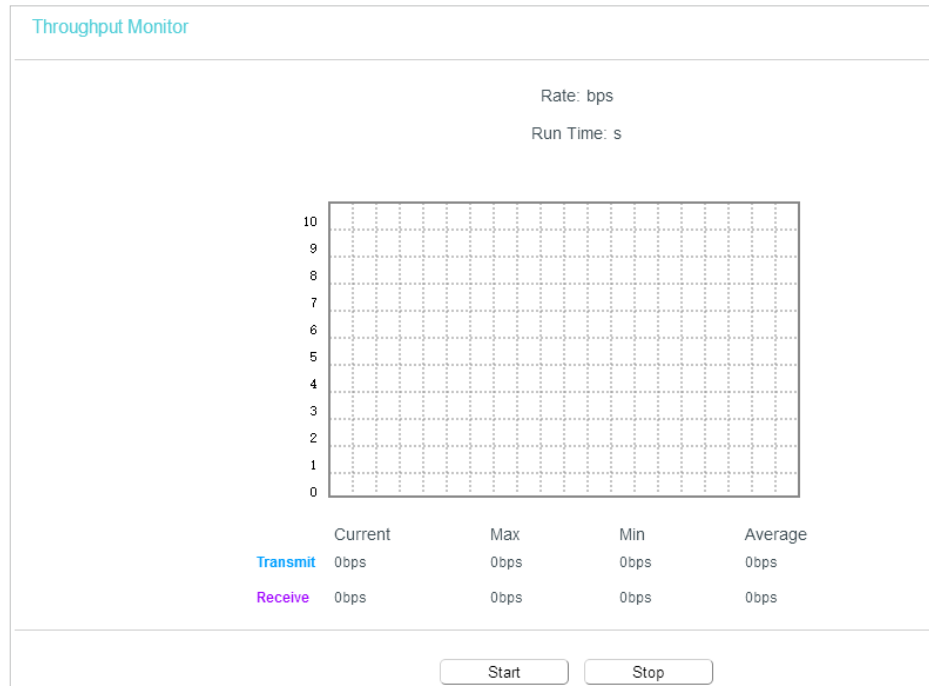 Throughput Monitor
Rate: bps
Run Time: s
10
9
8
7
6
5
4
3
2
1
0
Current Max Min Average
Transmit 0bps 0bps 0bps 0bps
Receive 0bps 0bps 0bps 0bps
Start Stop